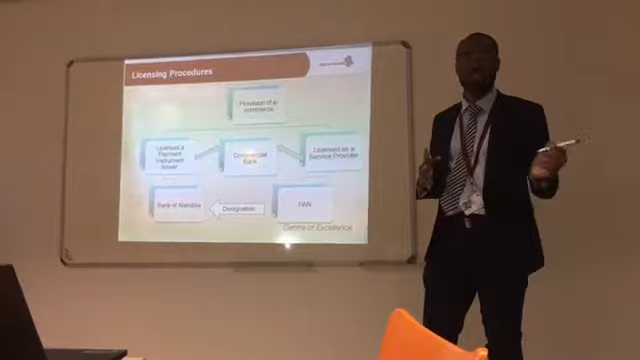 Licensing Procedures
Provision of e-
commerce
Licensed a
Payment
Instrument
Issuer
Commercial
Bank
Licensed as a
Service Provider
Bank of Namibia
Designation
PAN
Centre of Excellence